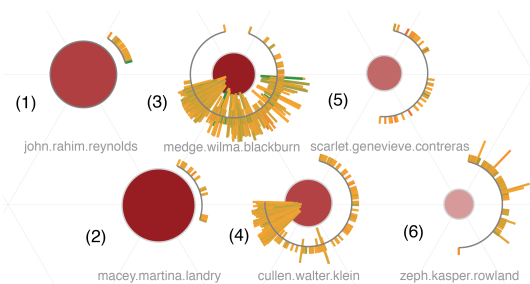 (1)
(3)
(5)
john.rahim.reynolds
medge.wilma.blackburn
scarlet.genevieve.contreras
(2)
(4)
(6)
macey.martina.landry
cullen.walter.klein
zeph.kasper.rowland